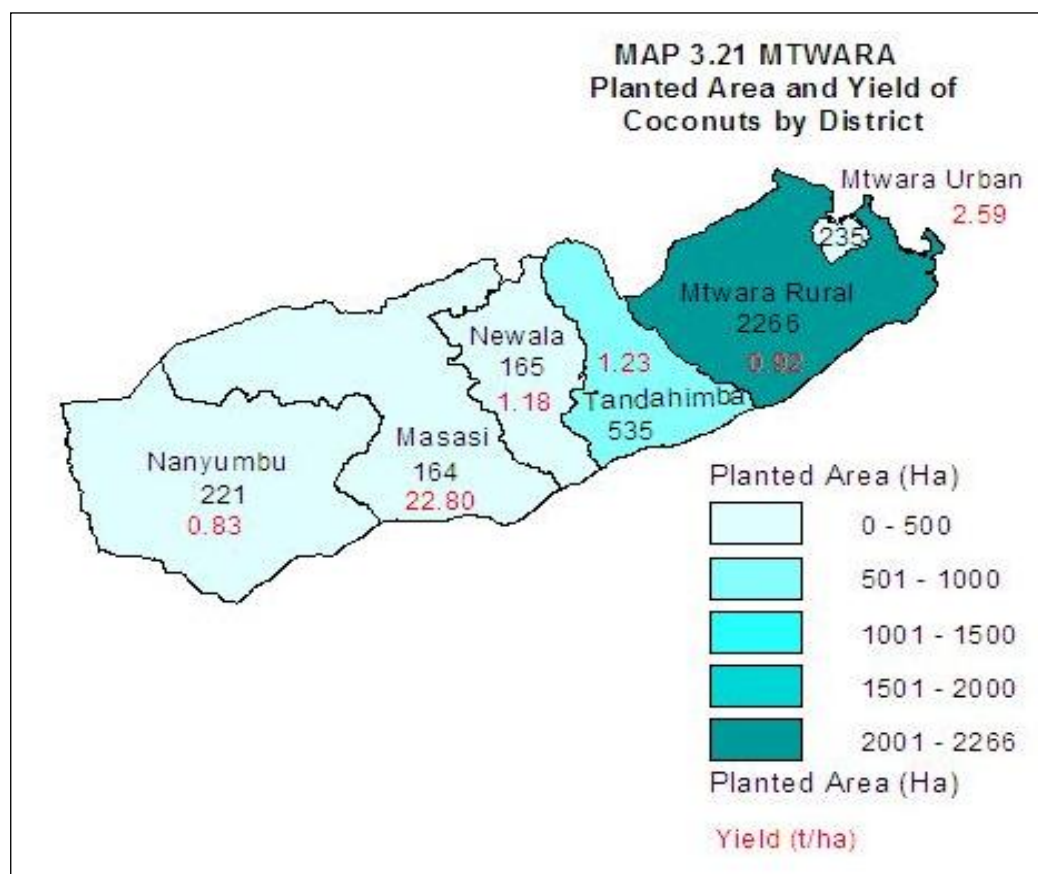 MAP 3.21 MTWARA
Planted Area and Yield of
Coconuts by District
Mtwara Urban
2.59
235
Mtwara Rural
2266
0.92
Newala
165
1.18
1.23
Tandahimba
535
Masasi
164
22.80
Nanyumbu
221
0.83
Planted Area (Ha)
0 - 500
501 - 1000
1001 - 1500
1501 - 2000
2001 - 2266
Planted Area (Ha)
Yield (t/ha)